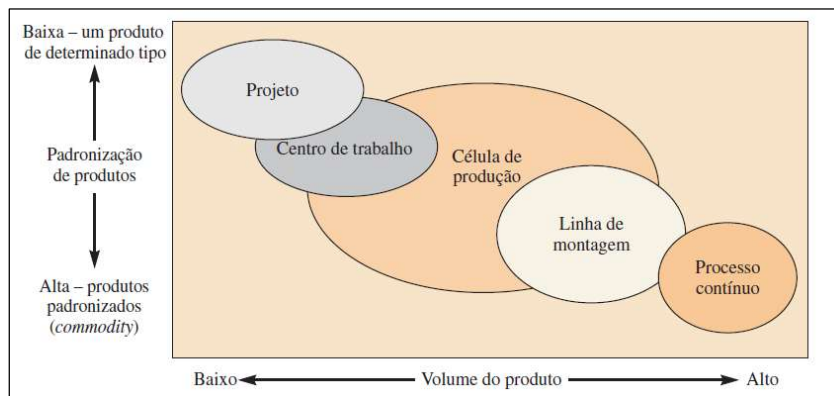 Baixa – um produto
de determinado tipo
Padronização
de produtos
Alta – produtos
padronizados
(commodity)
Projeto
Centro de trabalho
Célula de
produção
Linha de
montagem
Processo
contínuo
Baixo
Volume do produto
Alto